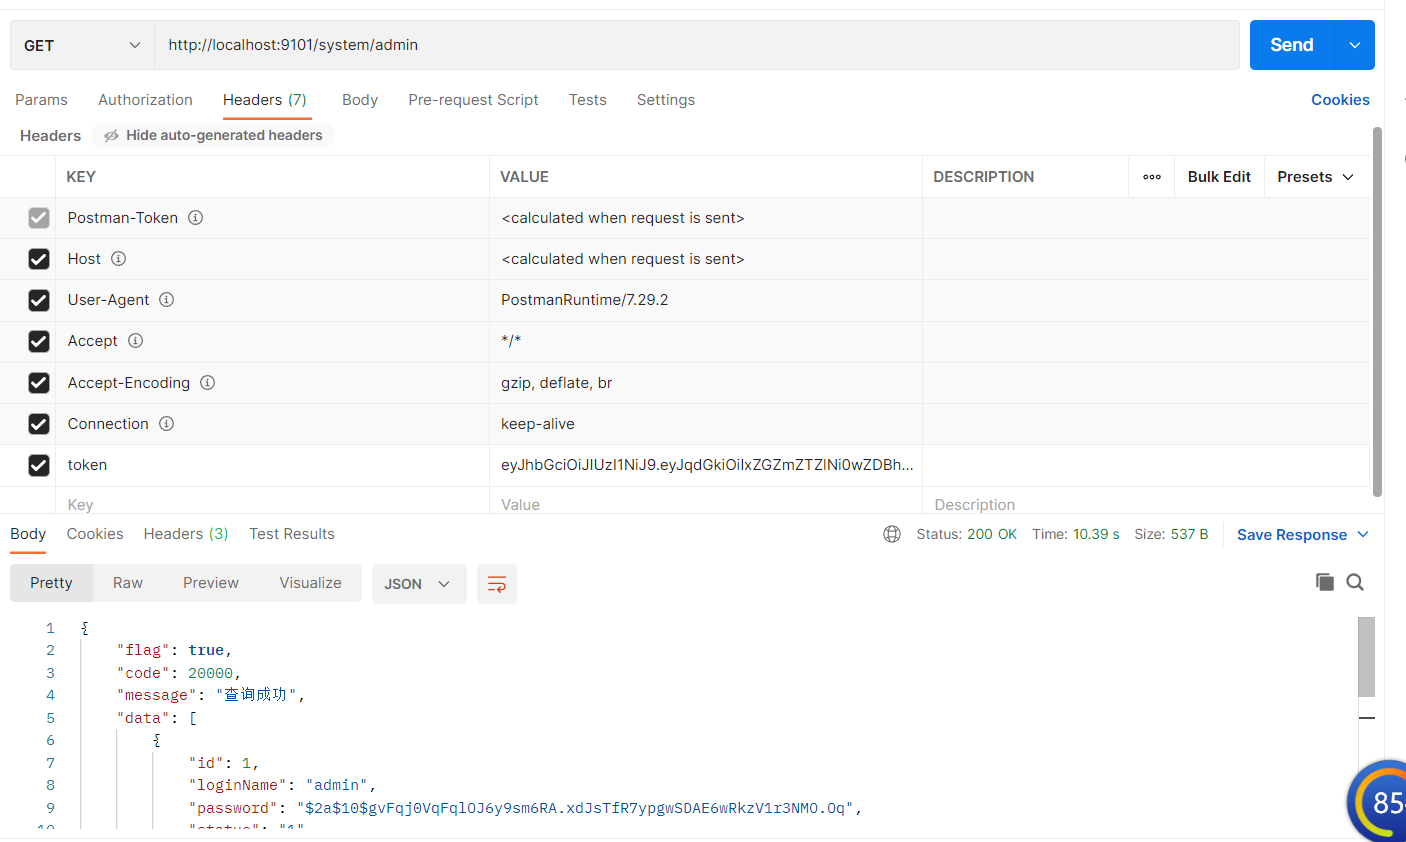 GET http://localhost:9101/system/admin Send
Params Authorization Headers (7) Body Pre-request Script Tests Settings Cookies
Headers Hide auto-generated headers
KEY VALUE DESCRIPTION Bulk Edit Presets
Postman-Token <calculated when request is sent>
Host <calculated when request is sent>
User-Agent PostmanRuntime/7.29.2
Accept */*
Accept-Encoding gzip, deflate, br
Connection keep-alive
token eyJhbGciOiJIUzI1NiJ9.eyJqdGkiOiIxZGZmZTZlNi0wZDBh...
Key Value Description
Body Cookies Headers (3) Test Results Status: 200 OK Time: 10.39 s Size: 537 B Save Response
Pretty Raw Preview Visualize JSON
1 {
2 "flag": true,
3 "code": 20000,
4 "message": "查询成功",
5 "data": [
6 {
7 "id": 1,
8 "loginName": "admin",
9 "password": "$2a$10$gvFqj0VqFqlOJ6y9sm6RA.xdJsTfR7ypgwSDAE6wRkzV1r3NMO.Oq",
10 "status": "1"
85